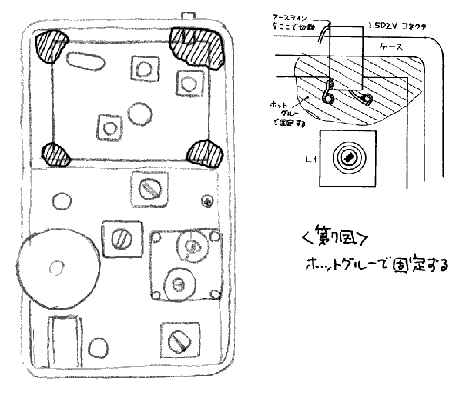 アースライン
をここで切断
1.5D2V コネクタ
ケース
ホット
グルー
で固定する
L1
<第7図>
ホットグルーで固定する